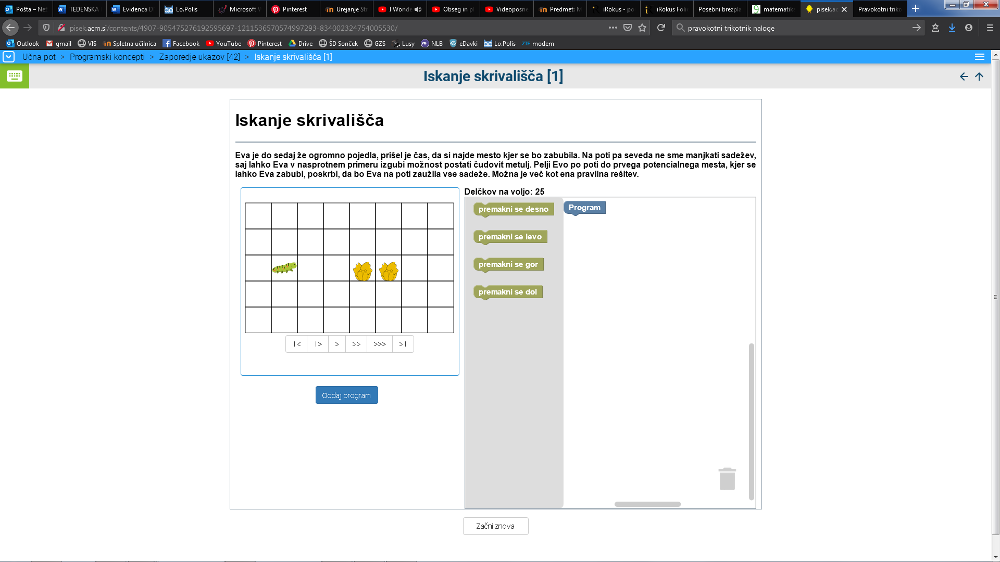 Pošta – Než
TEDENSKA
Evidenca D
Lo.Polis
Microsoft W
Pinterest
Urejanje Str
I Wonde
Obseg in pl
Videoposne
Predmet: M
iRokus - po
iRokus Folic
Posebni brezpla
matematika
pisek.ac
Pravokotni triko
pisek.acm.si/contents/4907-905475276192595697-1211536570574997293-834002324754005530/
pravokotni trikotnik naloge
Outlook
gmail
VIS
Spletna učilnica
Facebook
YouTube
Pinterest
Drive
ŠD Sonček
GZS
Lusy
NLB
eDavki
Lo.Polis
ZTE modem
Učna pot > Programski koncepti > Zaporedje ukazov [42] > Iskanje skrivališča [1]
Iskanje skrivališča [1]
Iskanje skrivališča
Eva je do sedaj že ogromno pojedla, prišel je čas, da si najde mesto kjer se bo zabubila. Na poti pa seveda ne sme manjkati sadežev,
saj lahko Eva v nasprotnem primeru izgubi možnost postati čudovit metulj. Pelji Evo po poti do prvega potencialnega mesta, kjer se
lahko Eva zabubi, poskrbi, da bo Eva na poti zaužila vse sadeže. Možna je več kot ena pravilna rešitev.
Delčkov na voljo: 25
premakni se desno
premakni se levo
premakni se gor
premakni se dol
Program
|<
|>
>
>>
>>>
>|
Oddaj program
Začni znova